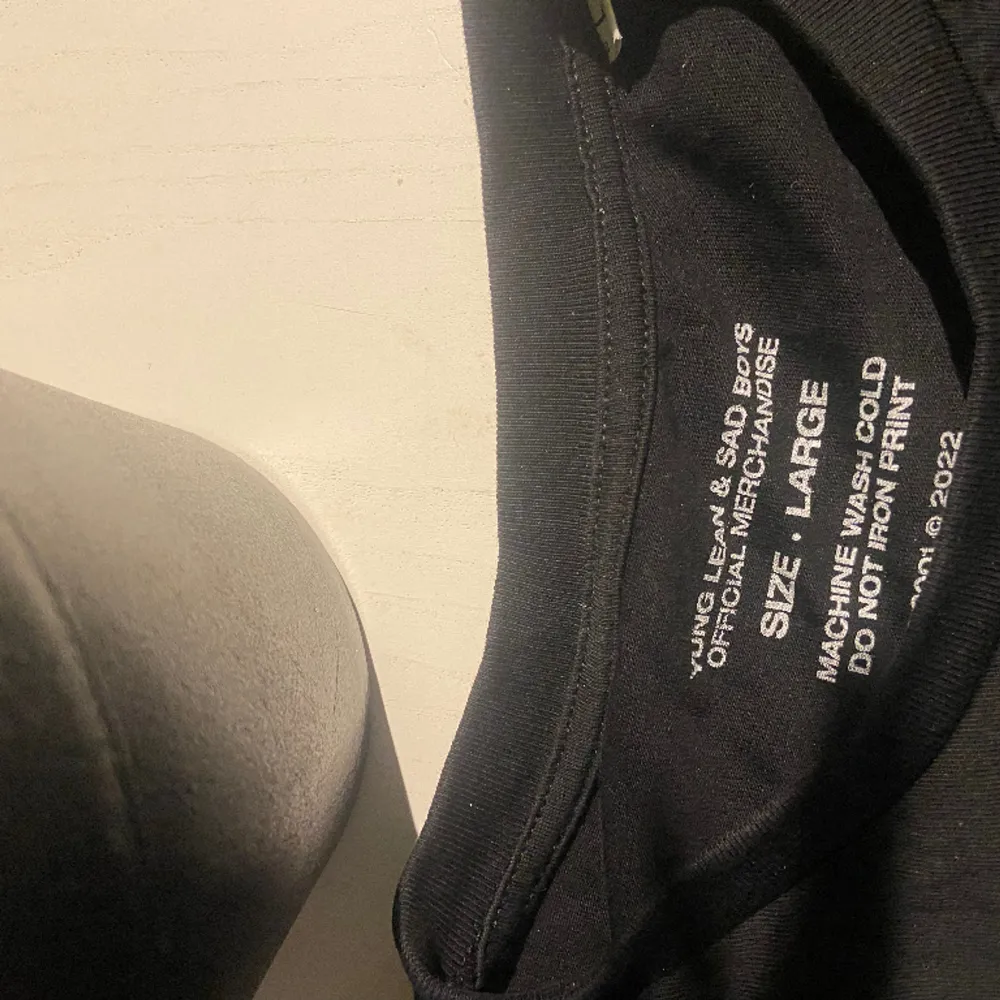 YUNG LEAN & SAD BOYS
OFFICIAL MERCHANDISE
SIZE • LARGE
MACHINE WASH COLD
DO NOT IRON PRINT
© 2022